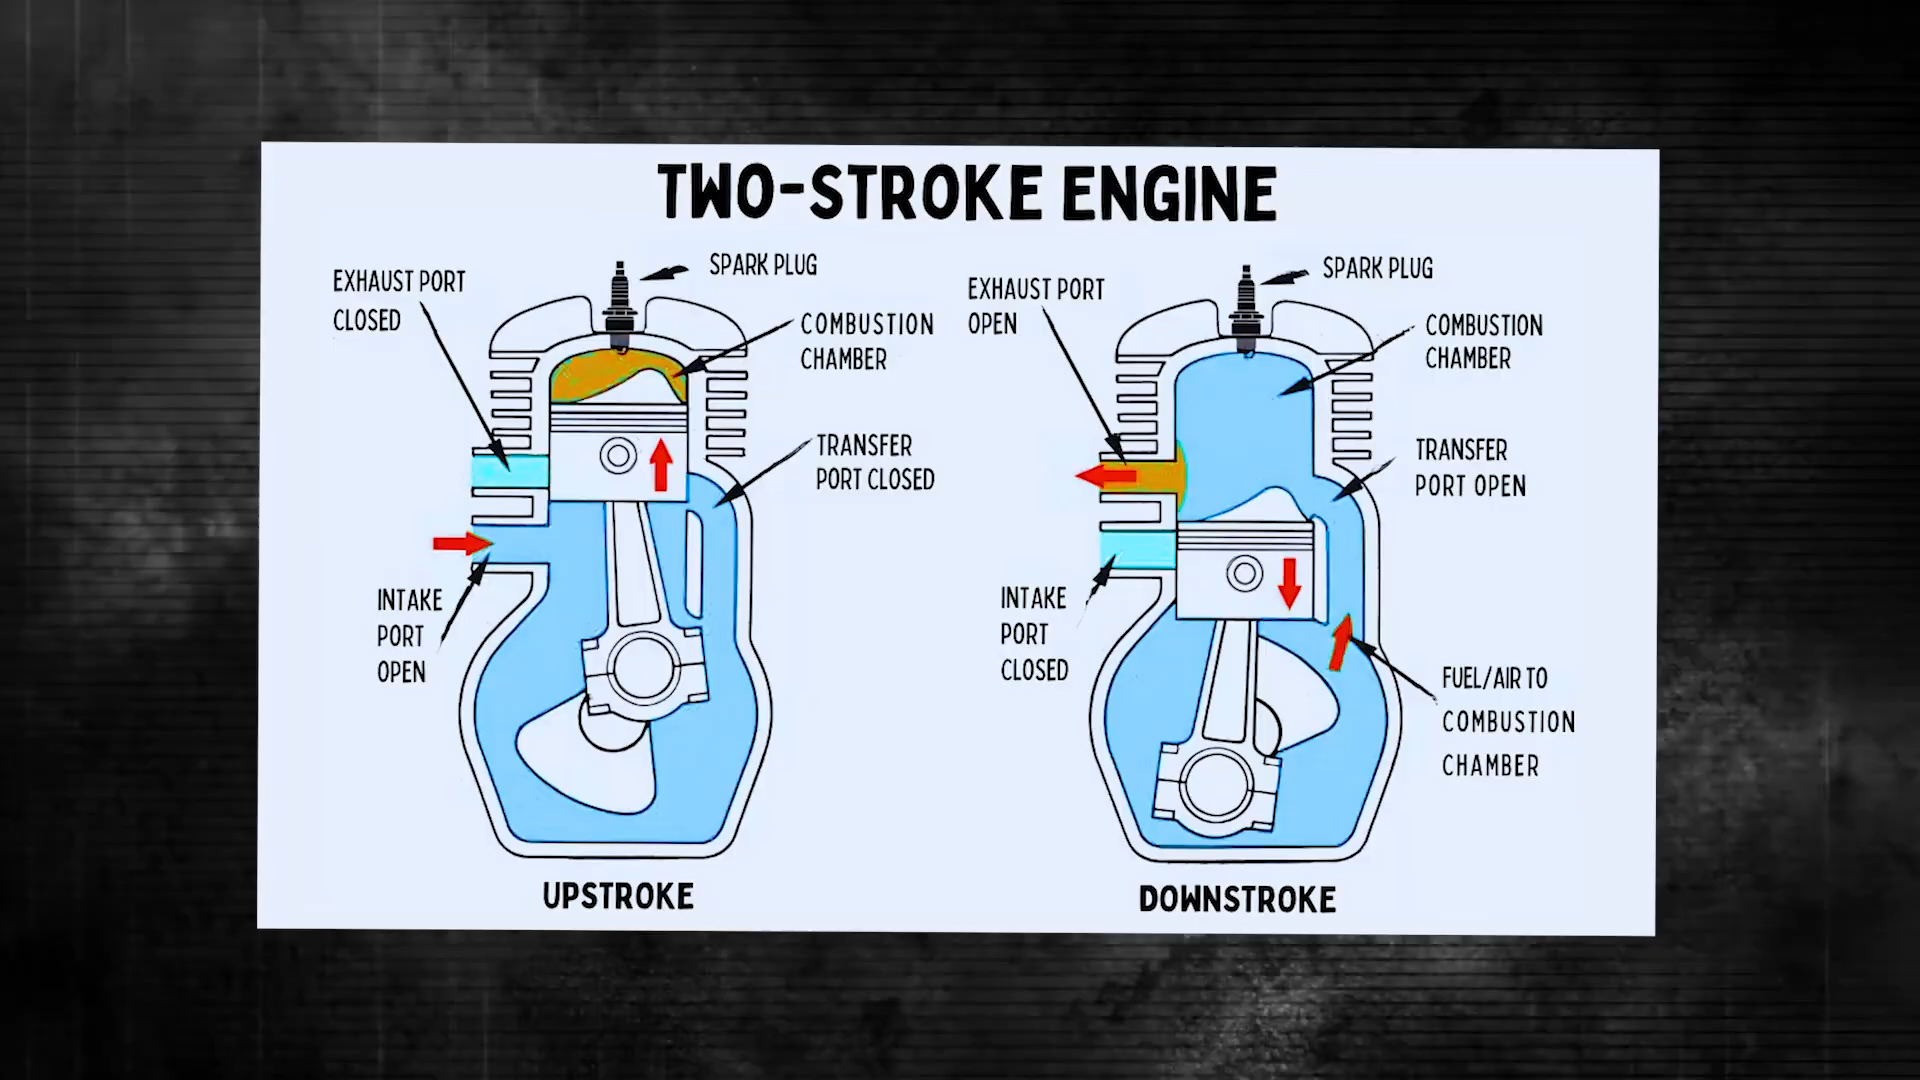 TWO-STROKE ENGINE
EXHAUST PORT
CLOSED
SPARK PLUG
COMBUSTION
CHAMBER
TRANSFER
PORT CLOSED
INTAKE
PORT
OPEN
UPSTROKE
EXHAUST PORT
OPEN
SPARK PLUG
COMBUSTION
CHAMBER
TRANSFER
PORT OPEN
INTAKE
PORT
CLOSED
FUEL/AIR TO
COMBUSTION
CHAMBER
DOWNSTROKE